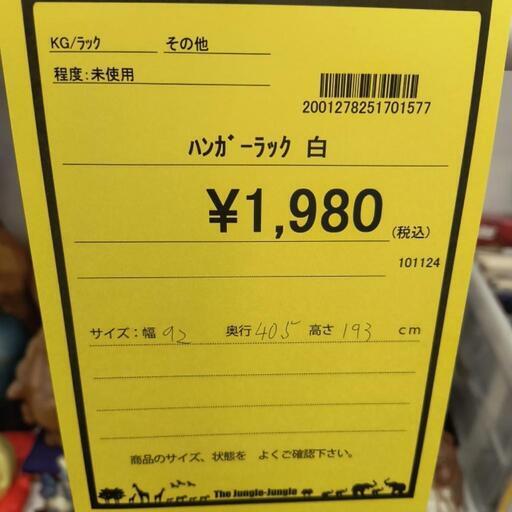 KG/ﾗｯｸ その他
程度:未使用
2001278251701577
ﾊﾝｶﾞｰﾗｯｸ 白
¥1,980 (税込)
101124
サイズ:幅 92 奥行 40.5 高さ 193 cm
商品のサイズ、状態を よくご確認下さい。
The Jungle-Jungle